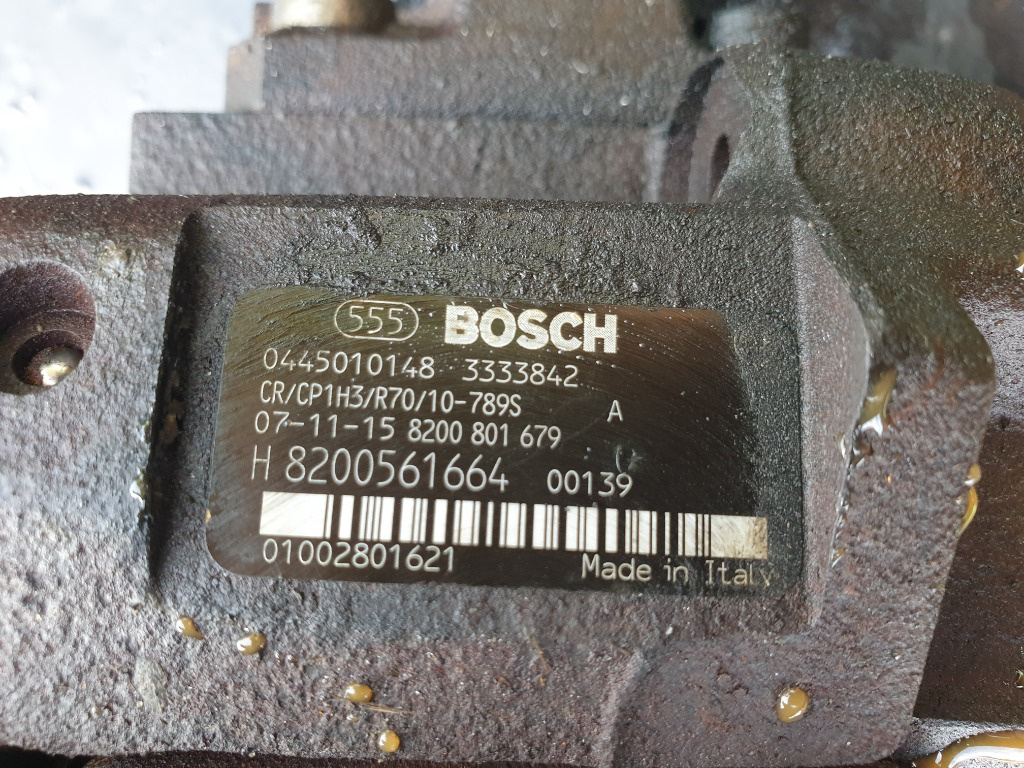 555 BOSCH
0445010148 3333842
CR/CP1H3/R70/10-789S A
07-11-15 8200 801 679
H 8200561664 00139
01002801621 Made in Italy